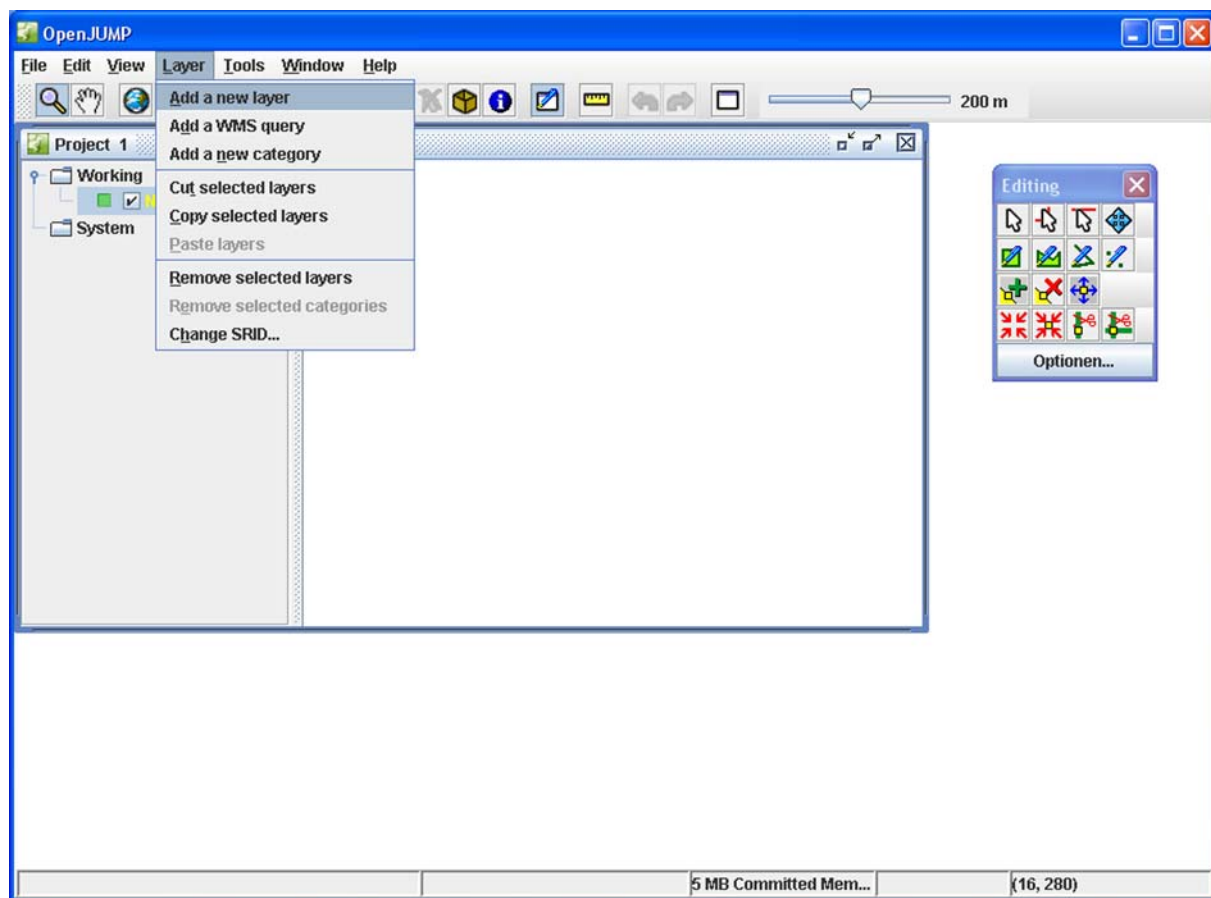 OpenJUMP
File Edit View Layer Tools Window Help
200 m
Add a new layer
Add a WMS query
Add a new category
Cut selected layers
Copy selected layers
Paste layers
Remove selected layers
Remove selected categories
Change SRID...
Project 1
Working
System
Editing
Optionen...
5 MB Committed Mem...
(16, 280)